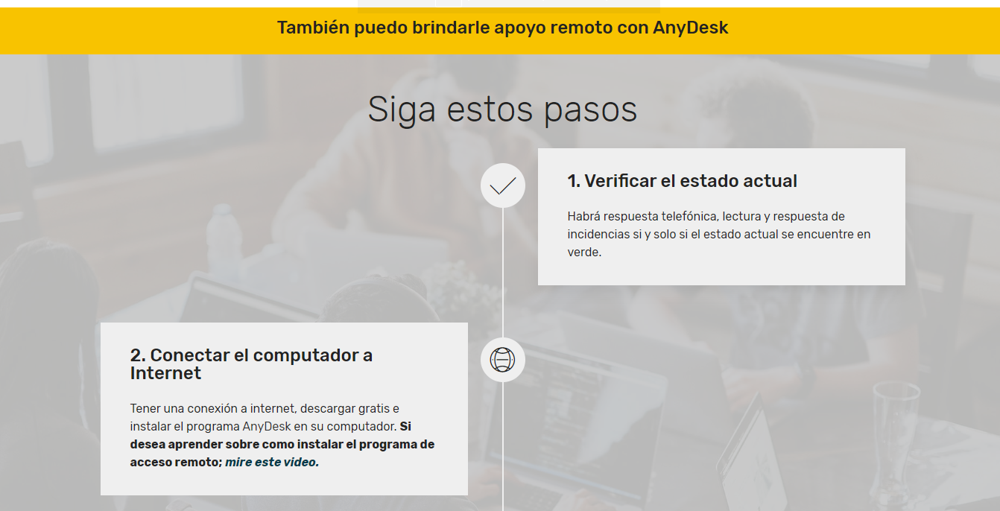 También puedo brindarle apoyo remoto con AnyDesk
Siga estos pasos
1. Verificar el estado actual
Habrá respuesta telefónica, lectura y respuesta de
incidencias si y solo si el estado actual se encuentre en
verde.
2. Conectar el computador a
Internet
Tener una conexión a internet, descargar gratis e
instalar el programa AnyDesk en su computador. Si
desea aprender sobre como instalar el programa de
acceso remoto; mire este video.